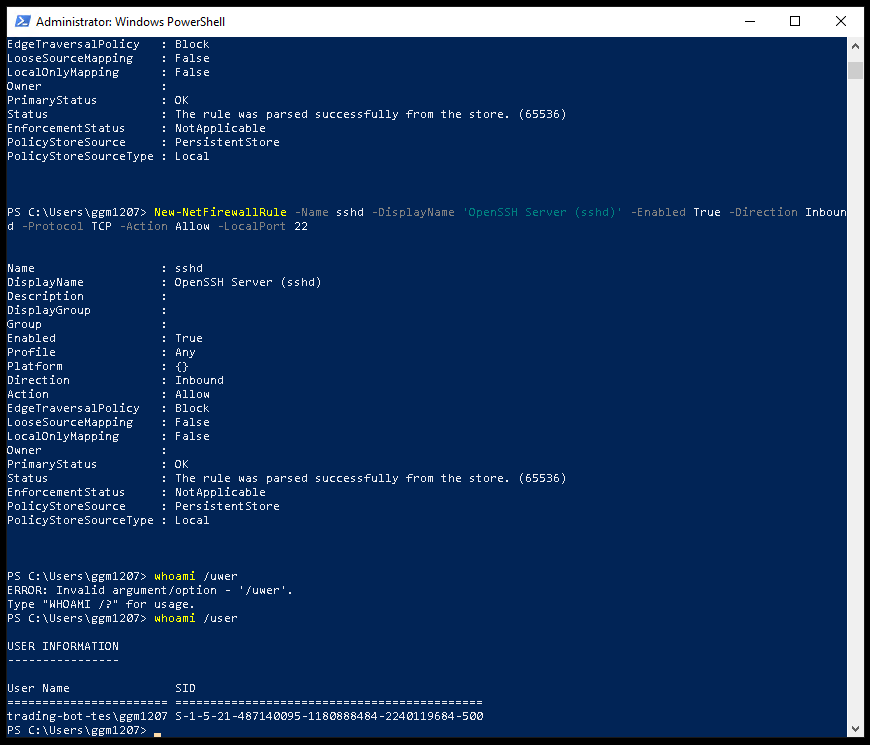 Administrator: Windows PowerShell
EdgeTraversalPolicy   : Block
LooseSourceMapping    : False
LocalOnlyMapping      : False
Owner                 :
PrimaryStatus         : OK
Status                : The rule was parsed successfully from the store. (65536)
EnforcementStatus     : NotApplicable
PolicyStoreSource     : PersistentStore
PolicyStoreSourceType : Local
PS C:\Users\ggm1207> New-NetFirewallRule -Name sshd -DisplayName 'OpenSSH Server (sshd)' -Enabled True -Direction Inboun
d -Protocol TCP -Action Allow -LocalPort 22
Name                  : sshd
DisplayName           : OpenSSH Server (sshd)
Description           :
DisplayGroup          :
Group                 :
Enabled               : True
Profile               : Any
Platform              : {}
Direction             : Inbound
Action                : Allow
EdgeTraversalPolicy   : Block
LooseSourceMapping    : False
LocalOnlyMapping      : False
Owner                 :
PrimaryStatus         : OK
Status                : The rule was parsed successfully from the store. (65536)
EnforcementStatus     : NotApplicable
PolicyStoreSource     : PersistentStore
PolicyStoreSourceType : Local
PS C:\Users\ggm1207> whoami /uwer
ERROR: Invalid argument/option - '/uwer'.
Type "WHOAMI /?" for usage.
PS C:\Users\ggm1207> whoami /user
USER INFORMATION
----------------
User Name               SID
======================= ============================================
trading-bot-tes\ggm1207 S-1-5-21-487140095-1180888484-2240119684-500
PS C:\Users\ggm1207>